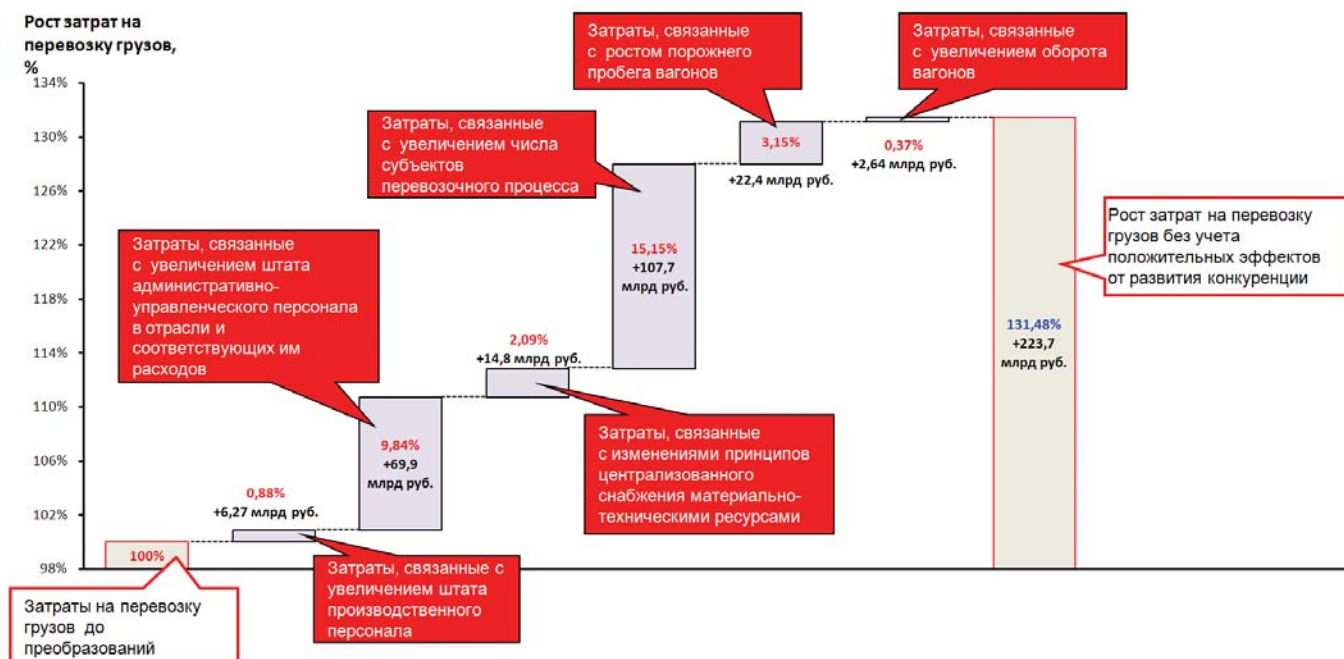 Рост затрат на
перевозку грузов,
%
134%
130%
126%
122%
118%
114%
110%
106%
102%
98%
100%
Затраты на перевозку
грузов до
преобразований
0,88%
+6,27 млрд руб.
Затраты, связанные с
увеличением штата
производственного
персонала
Затраты, связанные
с увеличением штата
административно-
управленческого персонала
в отрасли и
соответствующих им
расходов
9,84%
+69,9
млрд руб.
2,09%
+14,8 млрд руб.
Затраты, связанные
с изменениями принципов
централизованного
снабжения материально-
техническими ресурсами
Затраты, связанные
с увеличением числа
субъектов
перевозочного процесса
15,15%
+107,7
млрд руб.
Затраты, связанные
с ростом порожнего
пробега вагонов
3,15%
+22,4 млрд руб.
Затраты, связанные
с увеличением оборота
вагонов
0,37%
+2,64 млрд руб.
Рост затрат на перевозку
грузов без учета
положительных эффектов
от развития конкуренции
131,48%
+223,7
млрд руб.